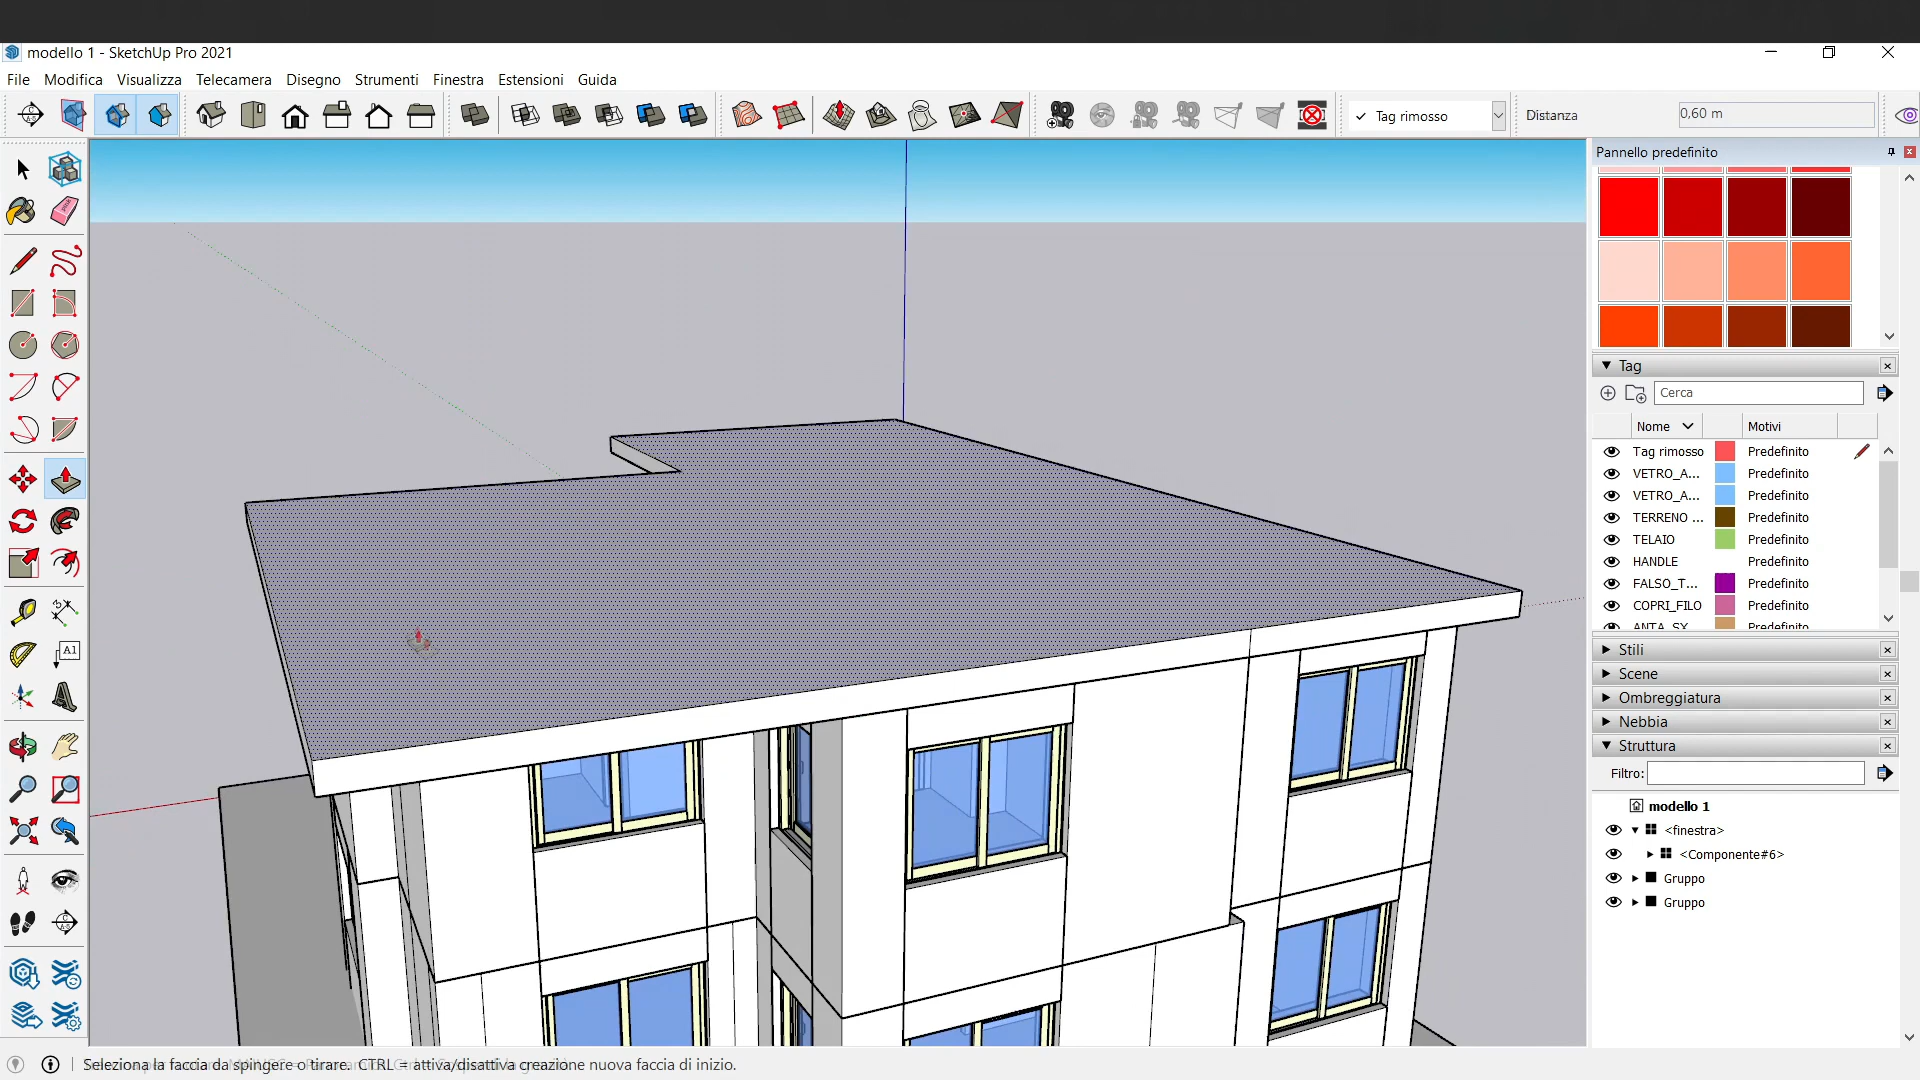 modello 1 - SketchUp Pro 2021
File Modifica Visualizza Telecamera Disegno Strumenti Finestra Estensioni Guida
Tag rimosso
Distanza
0,60 m
Pannello predefinito
Tag
Cerca
Nome
Motivi
Tag rimosso Predefinito
VETRO_A... Predefinito
VETRO_A... Predefinito
TERRENO ... Predefinito
TELAIO Predefinito
HANDLE Predefinito
FALSO_T... Predefinito
COPRI_FILO Predefinito
ANTA_SX Predefinito
Stili
Scene
Ombreggiatura
Nebbia
Struttura
Filtro:
modello 1
<finestra>
<Componente#6>
Gruppo
Gruppo
A1
Seleziona la faccia da spingere o tirare. CTRL = attiva/disattiva creazione nuova faccia di inizio.